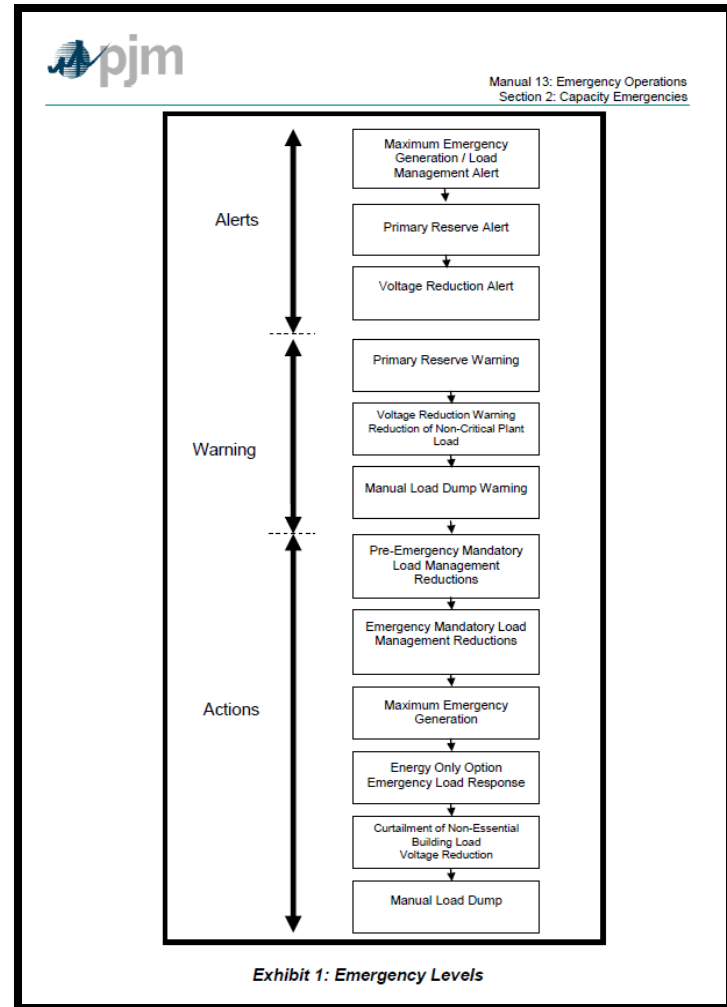 pjm
Manual 13: Emergency Operations
Section 2: Capacity Emergencies
Alerts
Maximum Emergency
Generation / Load
Management Alert
Primary Reserve Alert
Voltage Reduction Alert
Warning
Primary Reserve Warning
Voltage Reduction Warning
Reduction of Non-Critical Plant
Load
Manual Load Dump Warning
Actions
Pre-Emergency Mandatory
Load Management
Reductions
Emergency Mandatory Load
Management Reductions
Maximum Emergency
Generation
Energy Only Option
Emergency Load Response
Curtailment of Non-Essential
Building Load
Voltage Reduction
Manual Load Dump
Exhibit 1: Emergency Levels